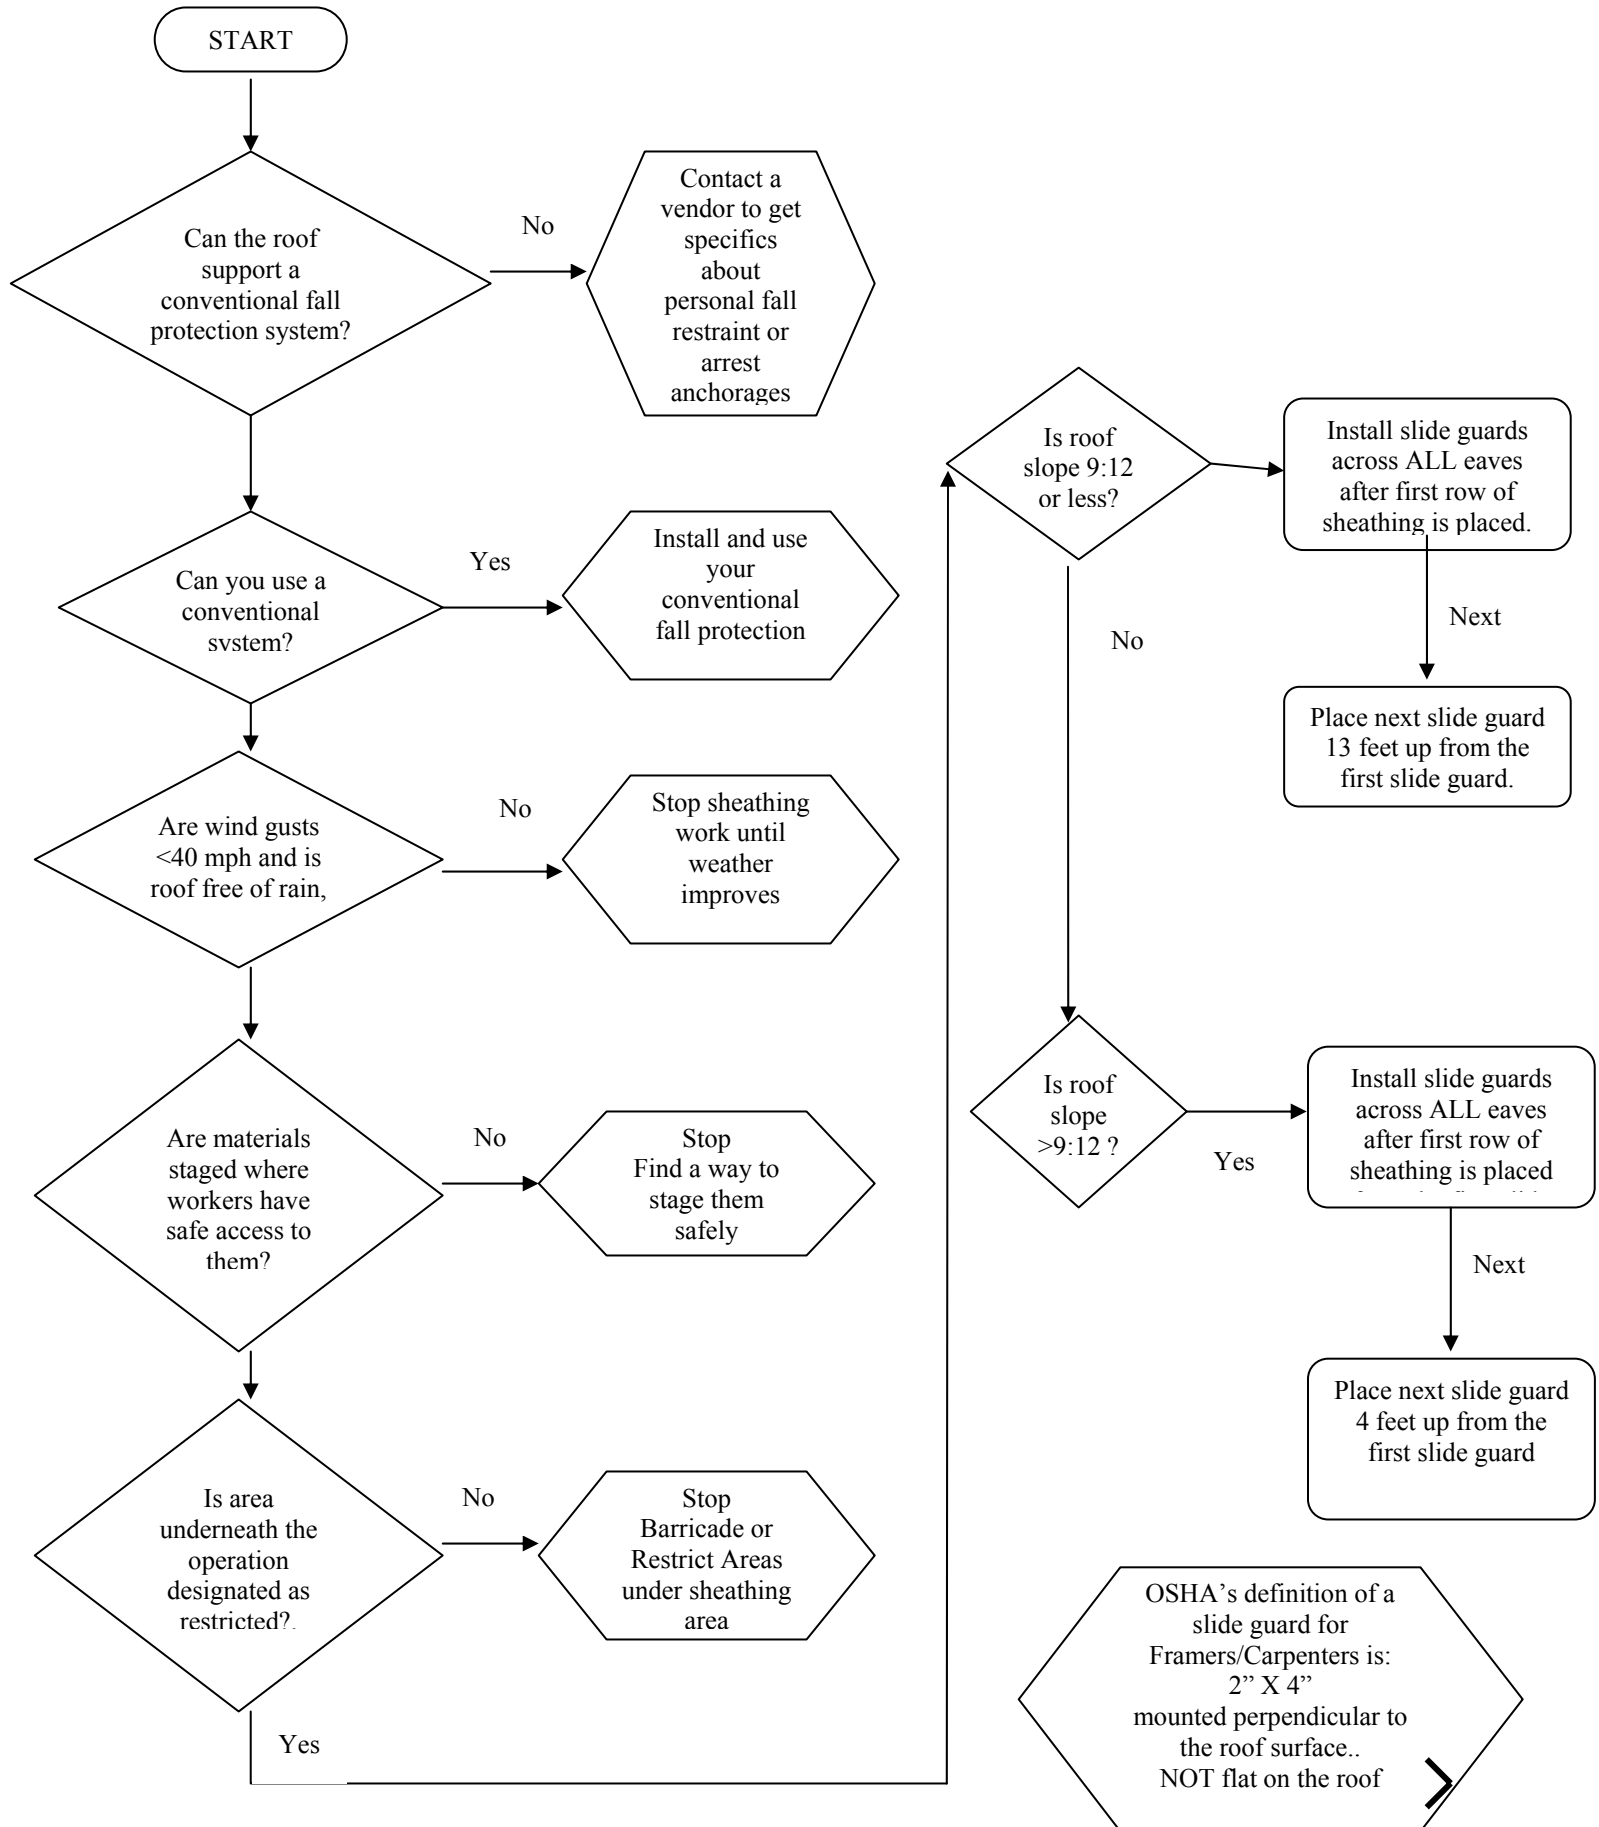 START
Can the roof
support a
conventional fall
protection system?
No
Contact a
vendor to get
specifics
about
personal fall
restraint or
arrest
anchorages
Can you use a
conventional
system?
Yes
Install and use
your
conventional
fall protection
Are wind gusts
<40 mph and is
roof free of rain,
No
Stop sheathing
work until
weather
improves
Are materials
staged where
workers have
safe access to
them?
No
Stop
Find a way to
stage them
safely
Is area
underneath the
operation
designated as
restricted?.
No
Stop
Barricade or
Restrict Areas
under sheathing
area
Yes
Is roof
slope 9:12
or less?
Install slide guards
across ALL eaves
after first row of
sheathing is placed.
Next
Place next slide guard
13 feet up from the
first slide guard.
No
Is roof
slope
>9:12 ?
Yes
Install slide guards
across ALL eaves
after first row of
sheathing is placed
Next
Place next slide guard
4 feet up from the
first slide guard
OSHA’s definition of a
slide guard for
Framers/Carpenters is:
2” X 4”
mounted perpendicular to
the roof surface..
NOT flat on the roof